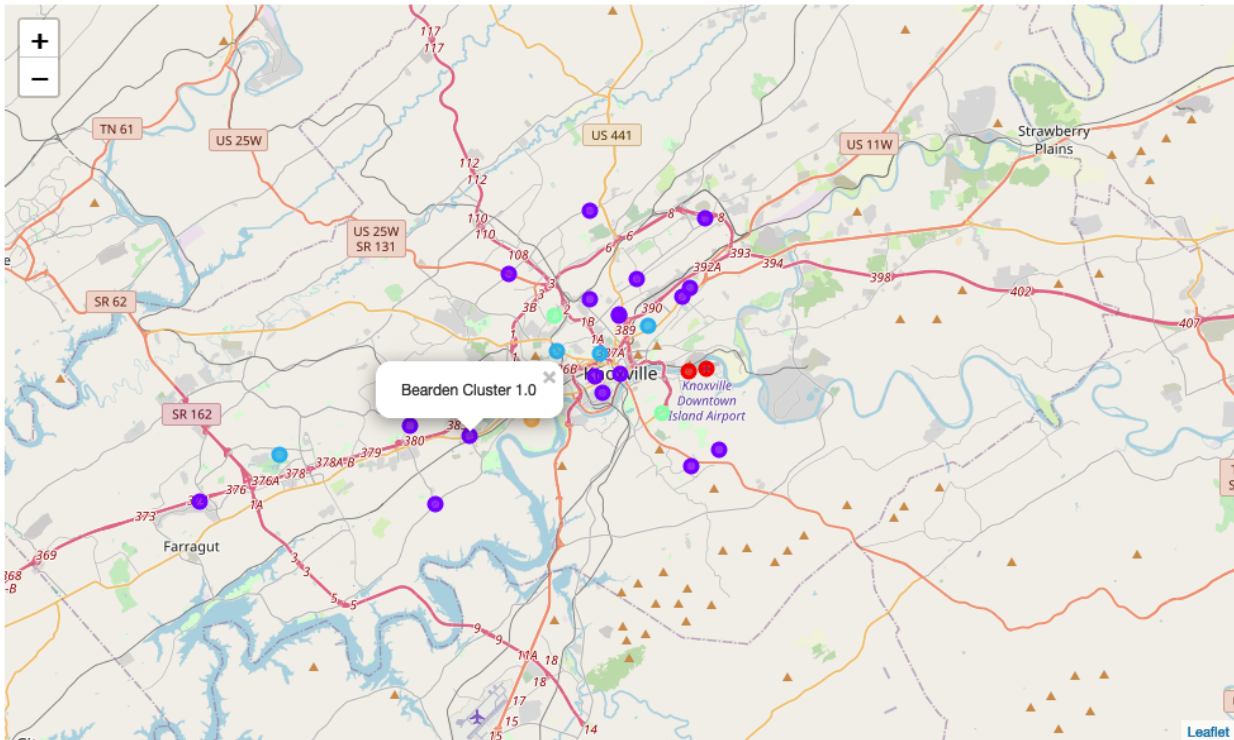 +
−
117
117
TN 61
US 25W
US 441
US 11W
Strawberry
Plains
112
112
110
110
US 25W
SR 131
108
8
8
6
6
393
394
392A
398
402
407
3
3
3B
2
1B
390
389
SR 62
1
1
1A
37A
Knoxville
Knoxville
Downtown
Island Airport
Bearden Cluster 1.0
×
SR 162
380
379
378A-B
378
376A
376
1A
373
369
368
-B
Farragut
3
3
5
5
9
9
11A
18
18
17
15
15
14
Leaflet